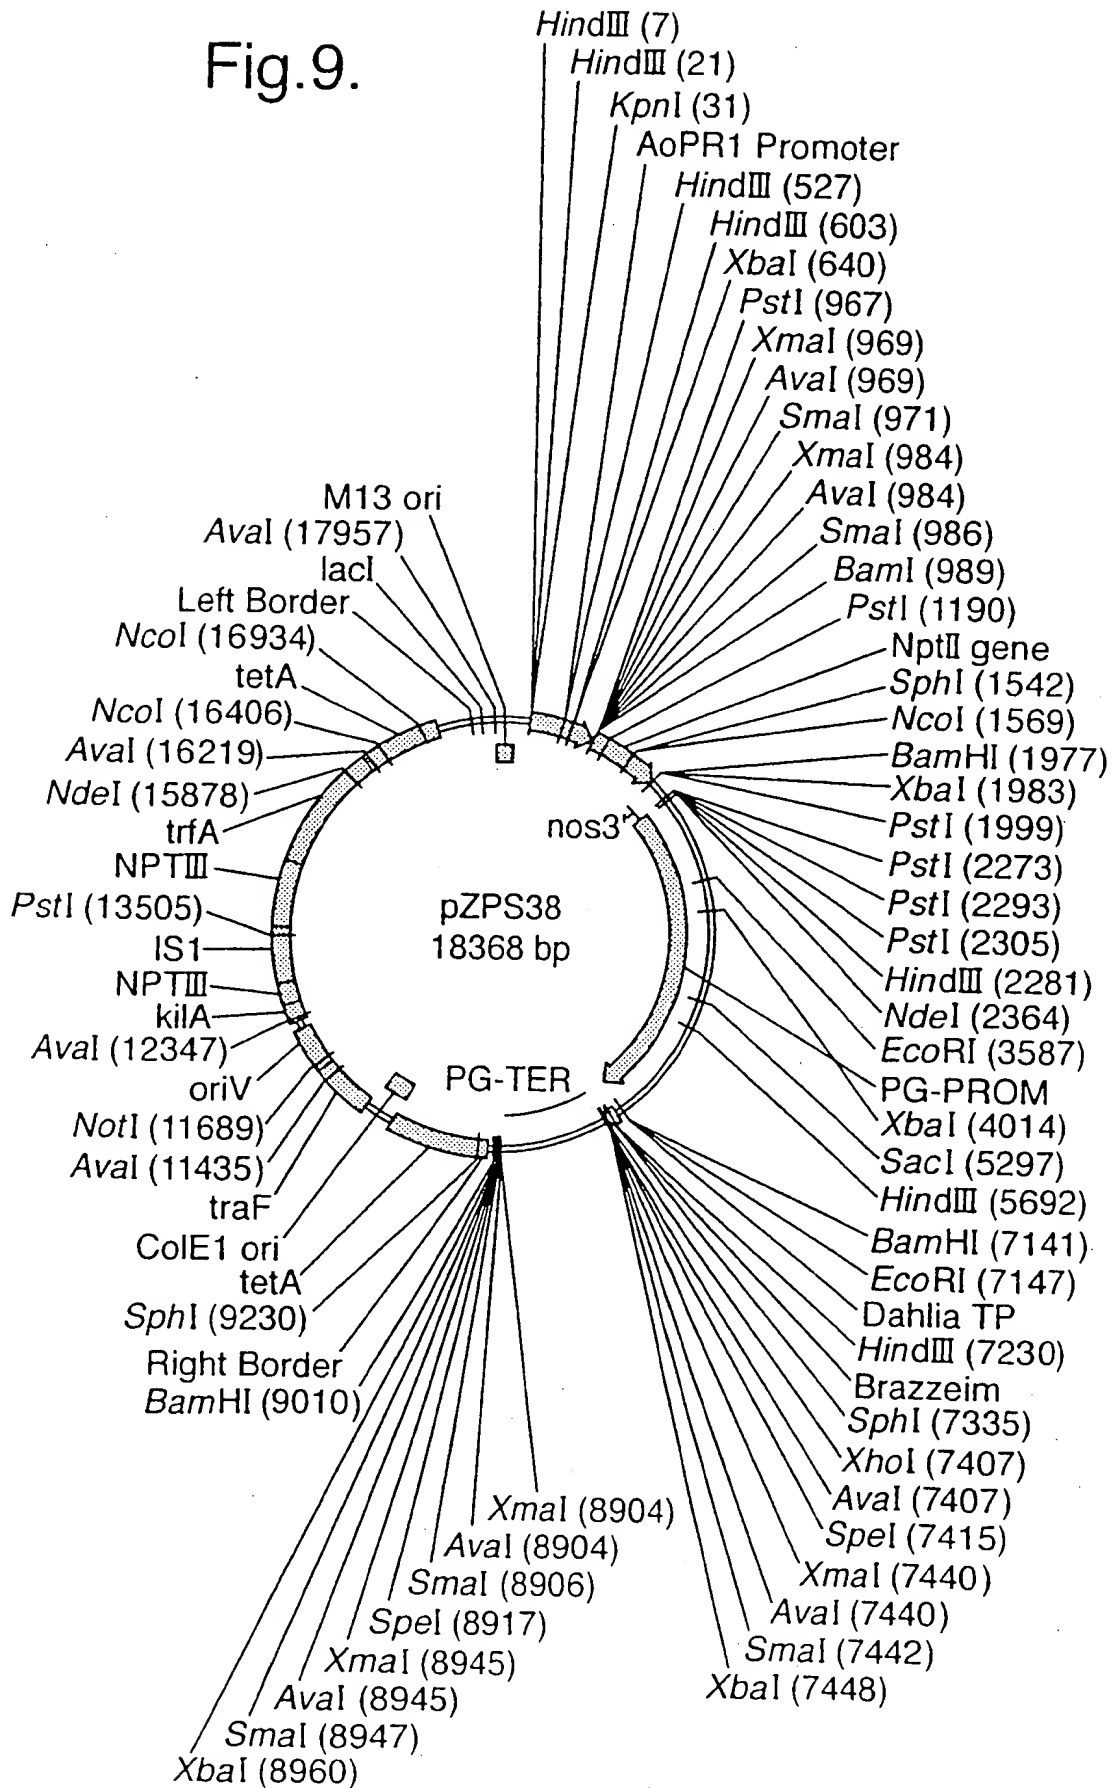 Fig.9.
HindIII (7)
HindIII (21)
KpnI (31)
AoPR1 Promoter
HindIII (527)
HindIII (603)
XbaI (640)
PstI (967)
XmaI (969)
AvaI (969)
SmaI (971)
XmaI (984)
AvaI (984)
SmaI (986)
BamI (989)
PstI (1190)
NptII gene
SphI (1542)
NcoI (1569)
BamHI (1977)
XbaI (1983)
PstI (1999)
PstI (2273)
PstI (2293)
PstI (2305)
HindIII (2281)
NdeI (2364)
EcoRI (3587)
PG-PROM
XbaI (4014)
SacI (5297)
HindIII (5692)
BamHI (7141)
EcoRI (7147)
Dahlia TP
HindIII (7230)
Brazzeim
SphI (7335)
XhoI (7407)
AvaI (7407)
SpeI (7415)
XmaI (7440)
AvaI (7440)
SmaI (7442)
XbaI (7448)
XmaI (8904)
AvaI (8904)
SmaI (8906)
SpeI (8917)
XmaI (8945)
AvaI (8945)
SmaI (8947)
XbaI (8960)
BamHI (9010)
Right Border
SphI (9230)
tetA
ColE1 ori
traF
AvaI (11435)
NotI (11689)
oriV
AvaI (12347)
kilA
NPTIII
IS1
PstI (13505)
NPTIII
trfA
NdeI (15878)
AvaI (16219)
NcoI (16406)
tetA
NcoI (16934)
Left Border
lacI
AvaI (17957)
M13 ori
nos3
pZPS38
18368 bp
PG-TER